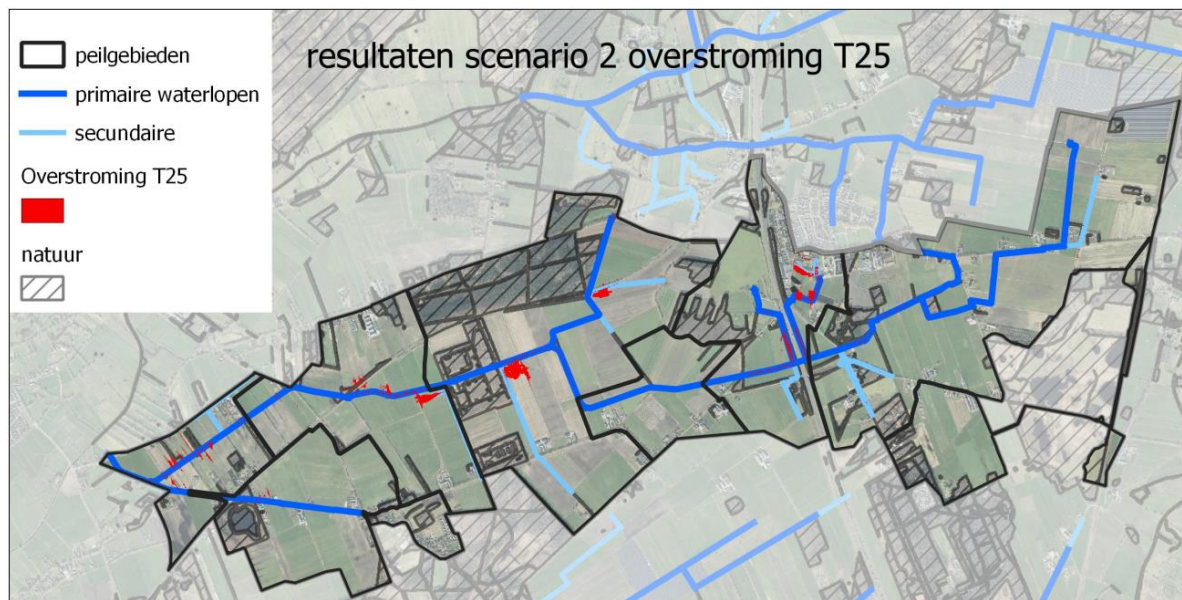 resultaten scenario 2 overstroming T25
peilgebieden
primaire waterlopen
secundaire
Overstroming T25
natuur